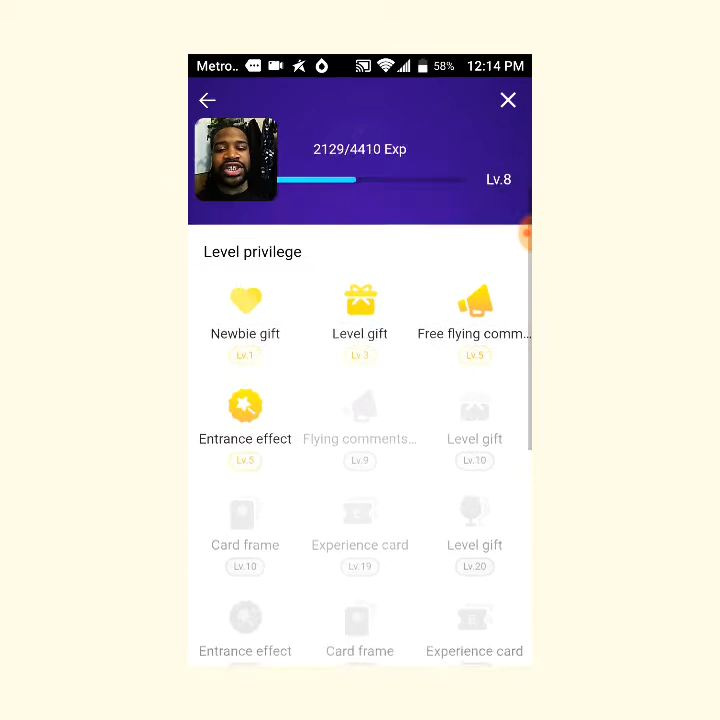 Metro.. 58% 12:14 PM
2129/4410 Exp
Lv.8
Level privilege
Newbie gift Level gift Free flying comm...
Lv.1 Lv.3 Lv.5
Entrance effect Flying comments... Level gift
Lv.5 Lv.9 Lv.10
Card frame Experience card Level gift
Lv.10 Lv.19 Lv.20
Entrance effect Card frame Experience card